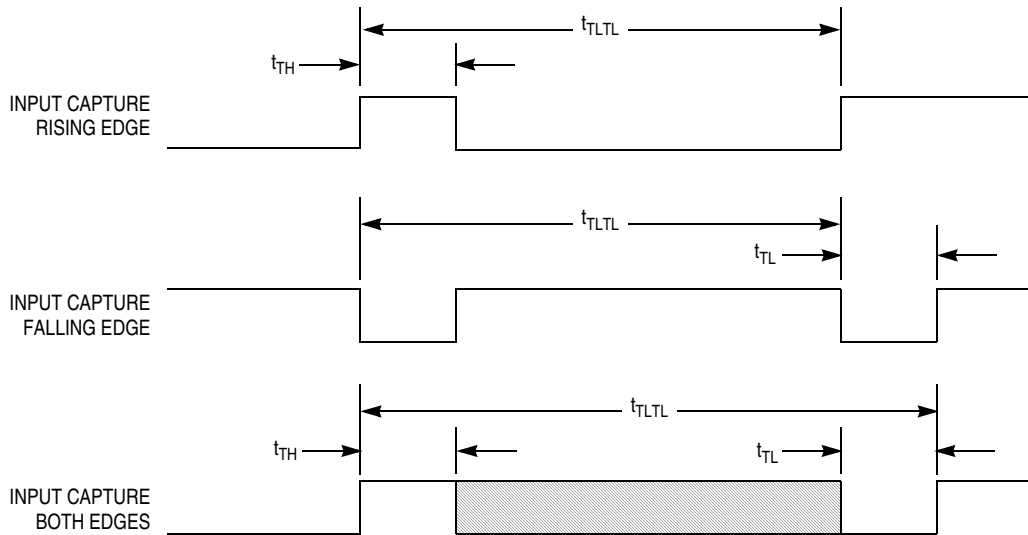 tTLTL
tTH
INPUT CAPTURE
RISING EDGE
tTLTL
tTL
INPUT CAPTURE
FALLING EDGE
tTLTL
tTH
tTL
INPUT CAPTURE
BOTH EDGES